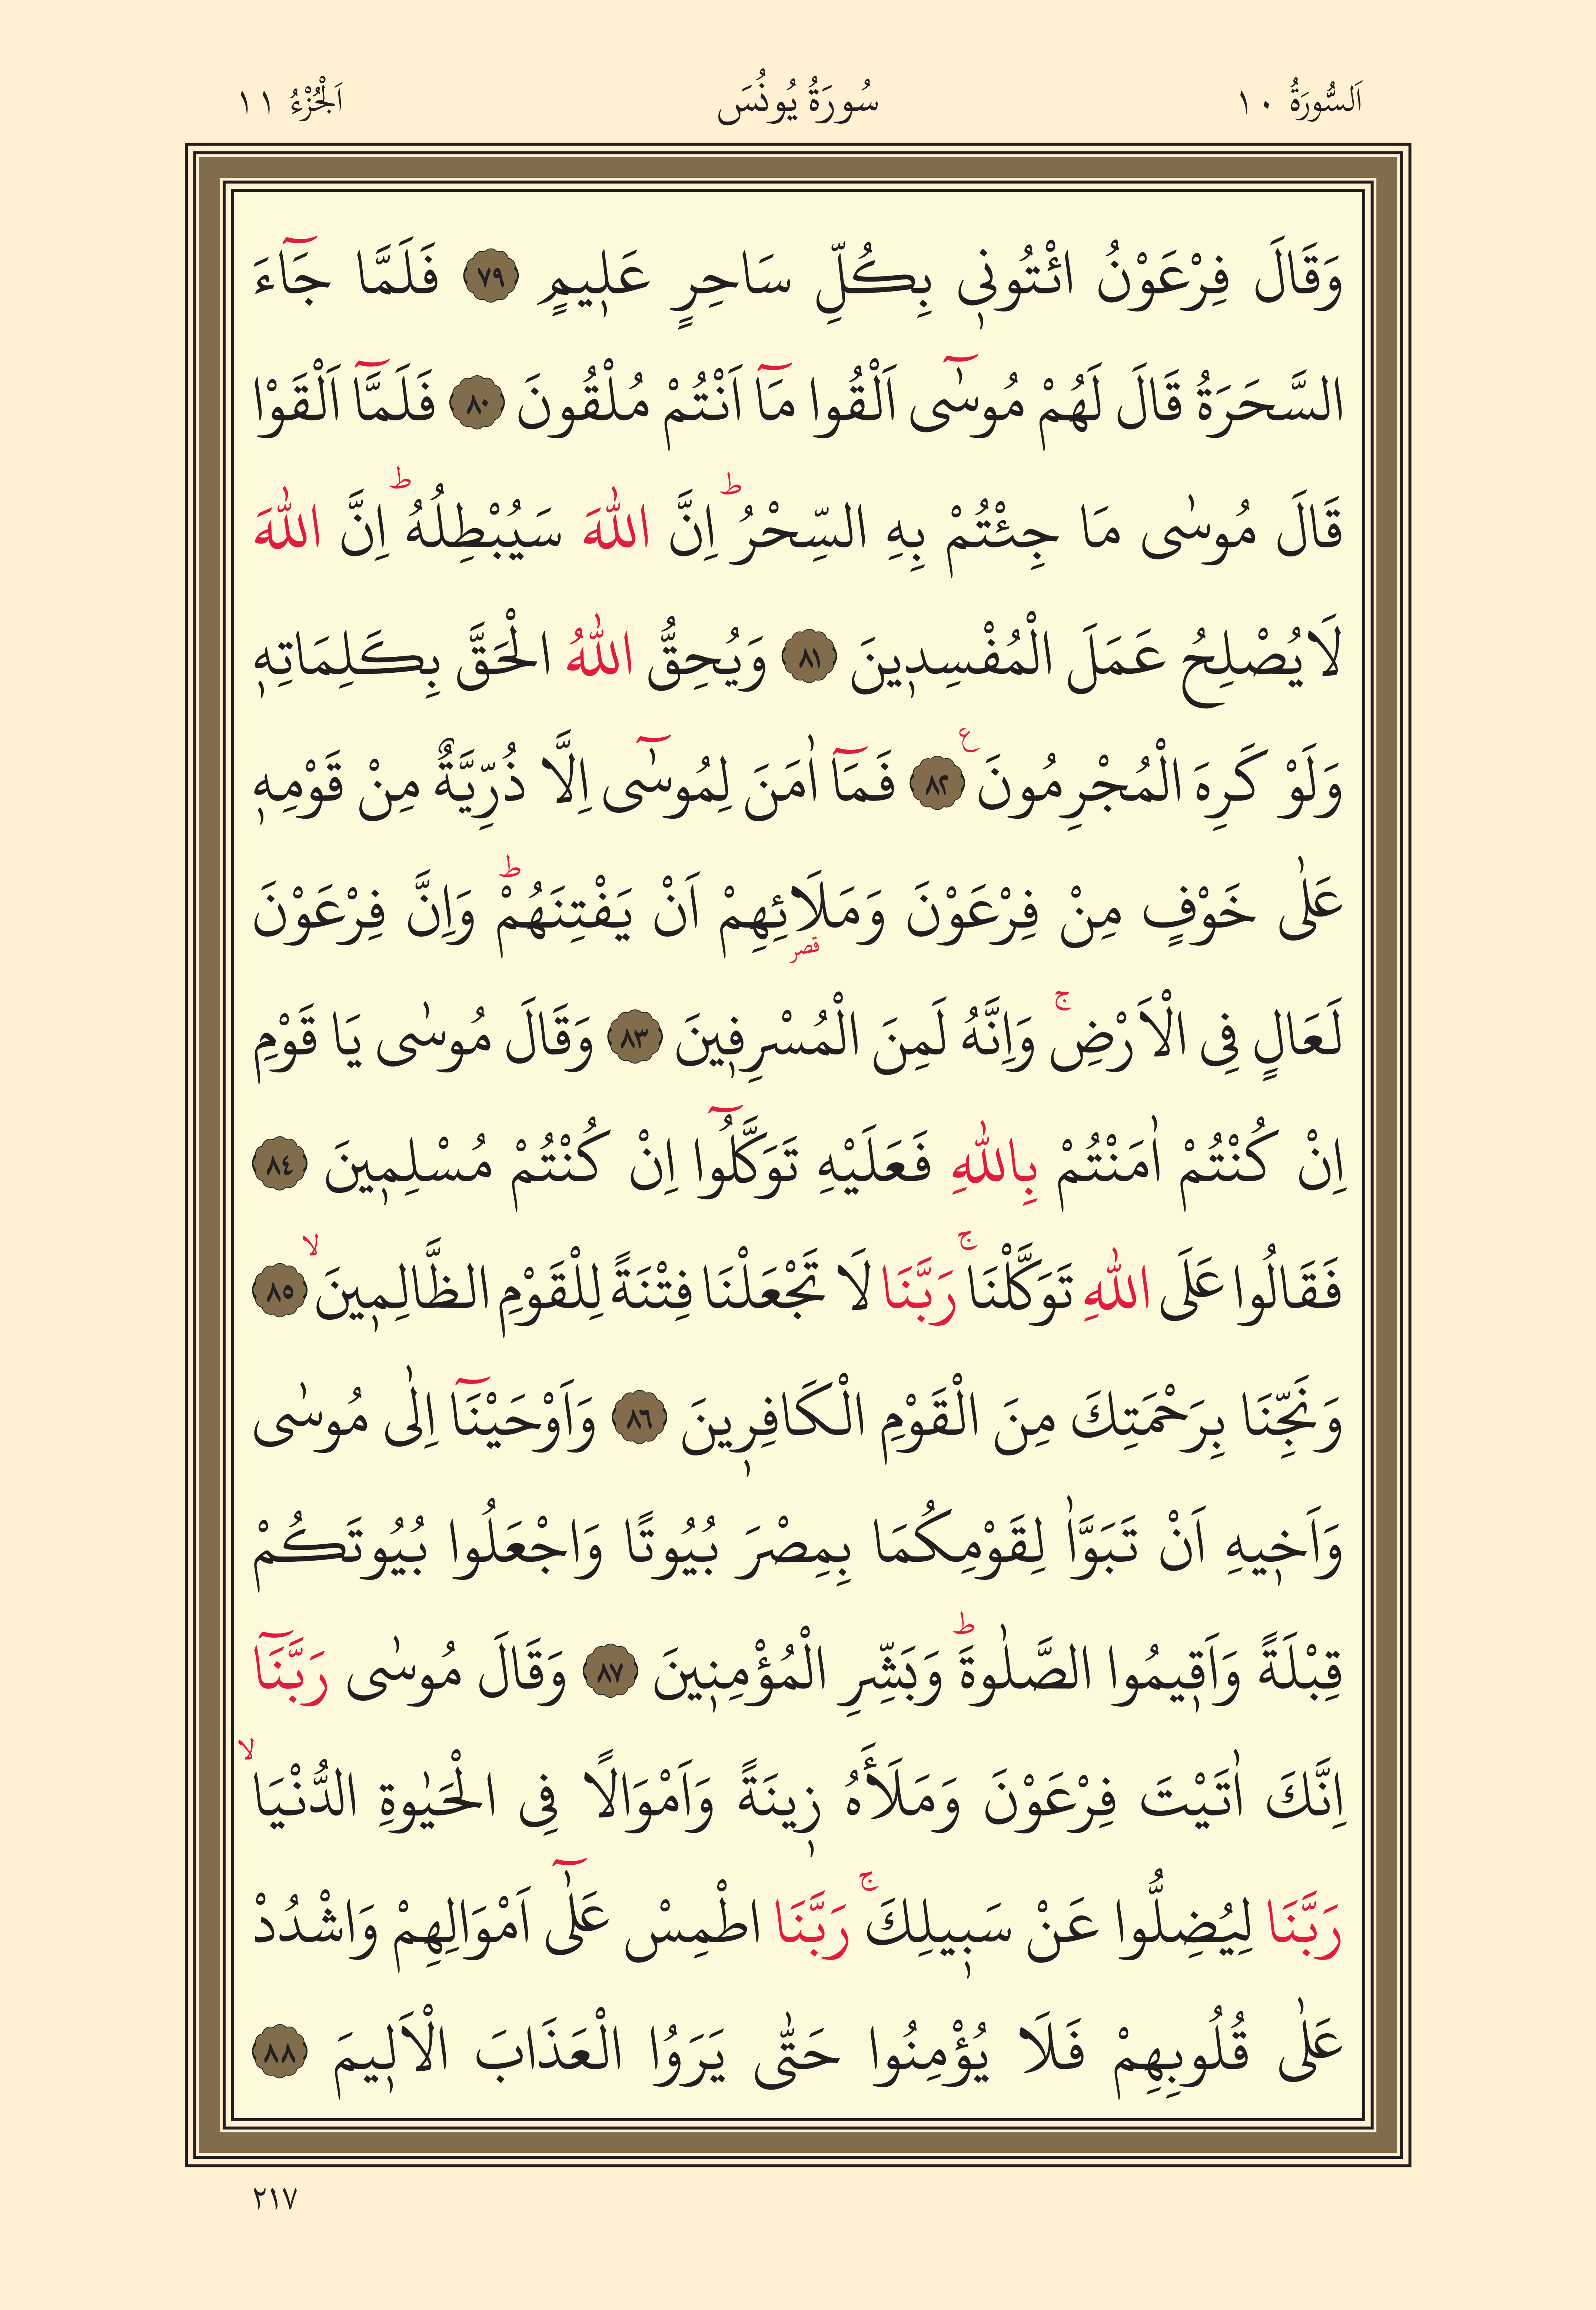 اَلسُّورَةُ ١٠ سُورَةُ يُونُسَ اَلْجُزْءُ ١١
وَقَالَ فِرْعَوْنُ ائْتُونٖي بِكُلِّ سَاحِرٍ عَلٖيمٍ ٧٩ فَلَمَّا جَٓاءَ
السَّحَرَةُ قَالَ لَهُمْ مُوسٰٓى اَلْقُوا مَٓا اَنْتُمْ مُلْقُونَ ٨٠ فَلَمَّٓا اَلْقَوْا
قَالَ مُوسٰى مَا جِئْتُمْ بِهِ السِّحْرُ ط اِنَّ اللّٰهَ سَيُبْطِلُهُ ط اِنَّ اللّٰهَ
لَا يُصْلِحُ عَمَلَ الْمُفْسِدٖينَ ٨١ وَيُحِقُّ اللّٰهُ الْحَقَّ بِكَلِمَاتِهٖ
وَلَوْ كَرِهَ الْمُجْرِمُونَ ع ٨٢ فَمَٓا اٰمَنَ لِمُوسٰٓى اِلَّا ذُرِّيَّةٌ مِنْ قَوْمِهٖ
عَلٰى خَوْفٍ مِنْ فِرْعَوْنَ وَمَلَا۬ئِهِمْ قصر اَنْ يَفْتِنَهُمْ ط وَاِنَّ فِرْعَوْنَ
لَعَالٍ فِى الْاَرْضِ ج وَاِنَّهُ لَمِنَ الْمُسْرِفٖينَ ٨٣ وَقَالَ مُوسٰى يَا قَوْمِ
اِنْ كُنْتُمْ اٰمَنْتُمْ بِاللّٰهِ فَعَلَيْهِ تَوَكَّلُٓوا اِنْ كُنْتُمْ مُسْلِمٖينَ ٨٤
فَقَالُوا عَلَى اللّٰهِ تَوَكَّلْنَا ج رَبَّنَا لَا تَجْعَلْنَا فِتْنَةً لِلْقَوْمِ الظَّالِمٖينَ لا ٨٥
وَنَجِّنَا بِرَحْمَتِكَ مِنَ الْقَوْمِ الْكَافِرٖينَ ٨٦ وَاَوْحَيْنَٓا اِلٰى مُوسٰى
وَاَخٖيهِ اَنْ تَبَوَّاٰ لِقَوْمِكُمَا بِمِصْرَ بُيُوتًا وَاجْعَلُوا بُيُوتَكُمْ
قِبْلَةً وَاَقٖيمُوا الصَّلٰوةَ ط وَبَشِّرِ الْمُؤْمِنٖينَ ٨٧ وَقَالَ مُوسٰى رَبَّنَٓا
اِنَّكَ اٰتَيْتَ فِرْعَوْنَ وَمَلَأَهُ زٖينَةً وَاَمْوَالًا فِى الْحَيٰوةِ الدُّنْيَا لا
رَبَّنَا لِيُضِلُّوا عَنْ سَبٖيلِكَ ج رَبَّنَا اطْمِسْ عَلٰٓى اَمْوَالِهِمْ وَاشْدُدْ
عَلٰى قُلُوبِهِمْ فَلَا يُؤْمِنُوا حَتّٰى يَرَوُا الْعَذَابَ الْاَلٖيمَ ٨٨
٢١٧